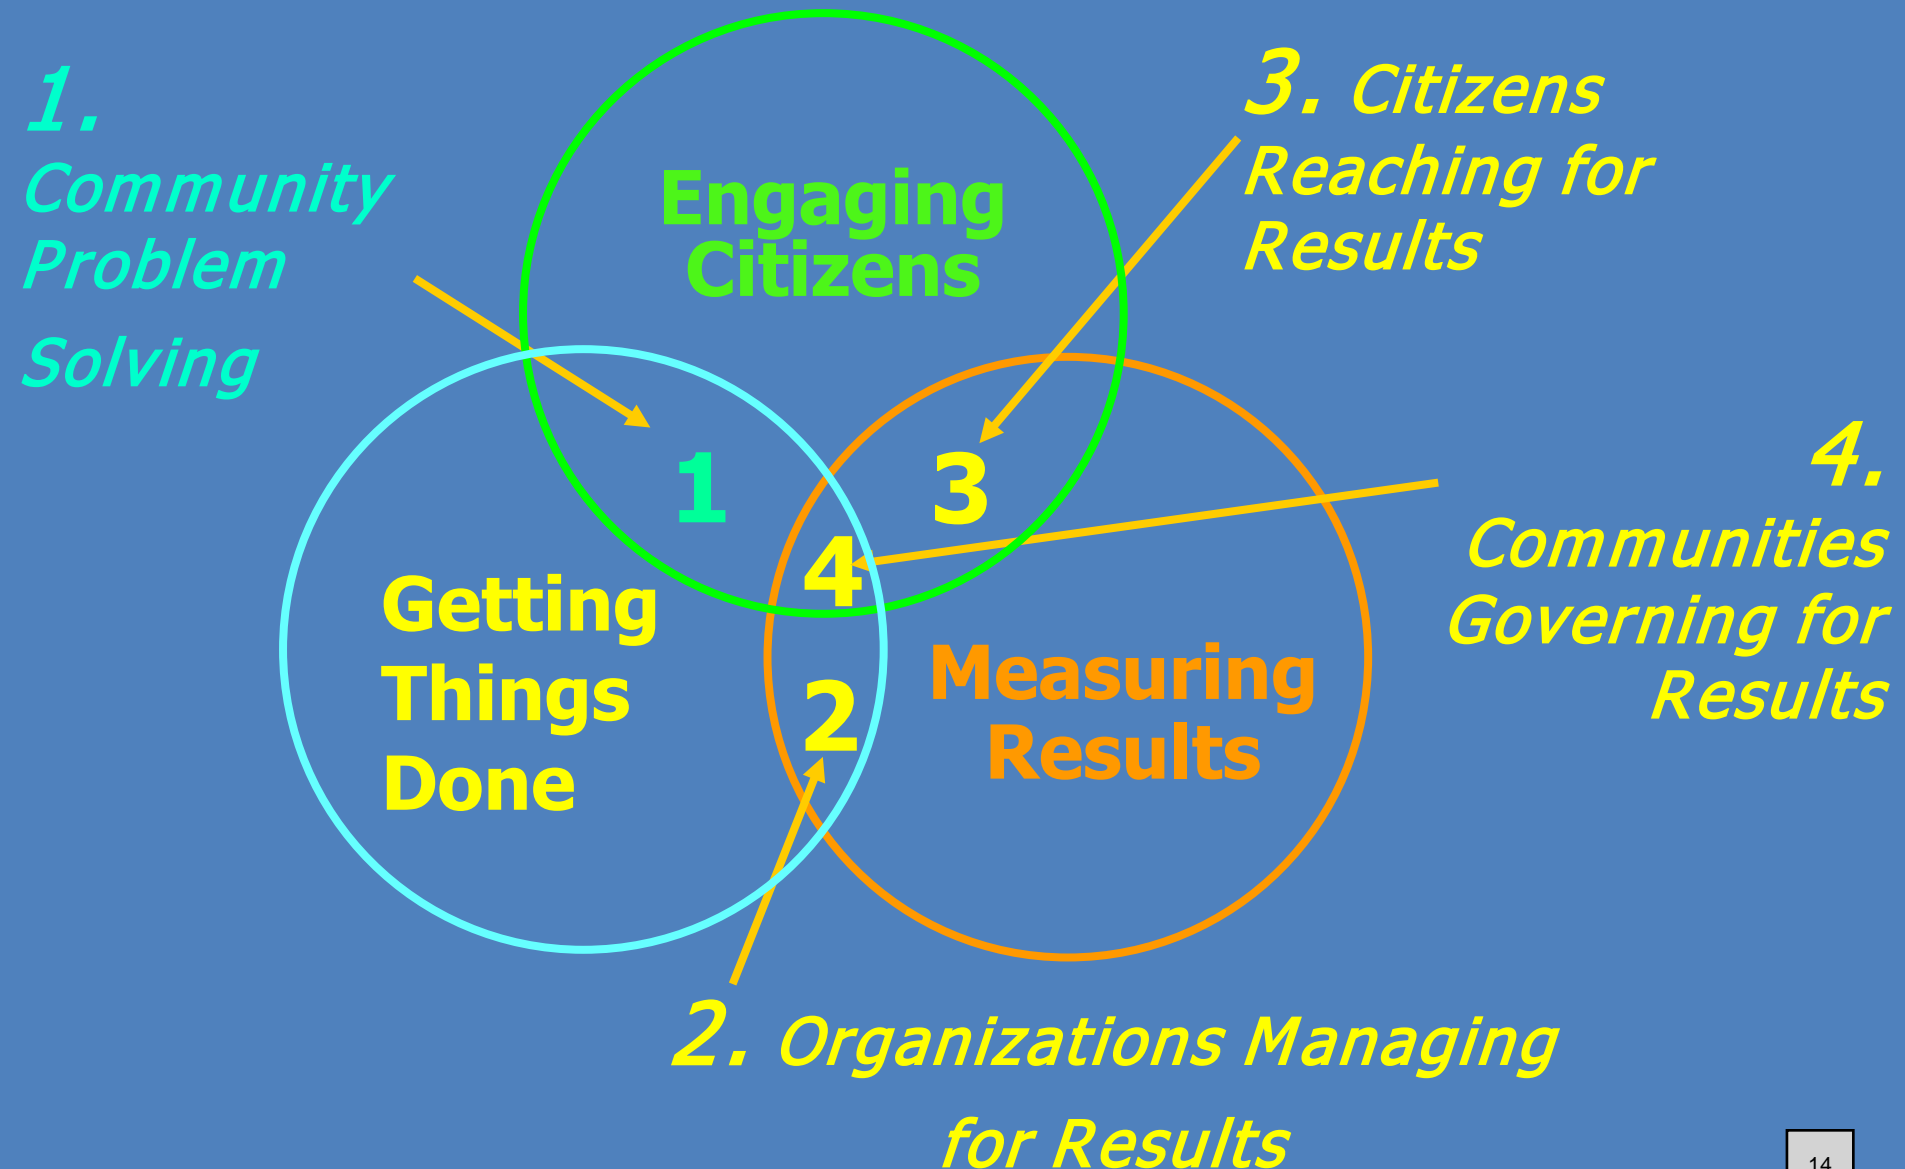 1.
Community
Problem
Solving
3. Citizens
Reaching for
Results
Engaging
Citizens
1
3
4
4.
Communities
Governing for
Results
Getting
Things
Done
2
Measuring
Results
2. Organizations Managing
for Results
14